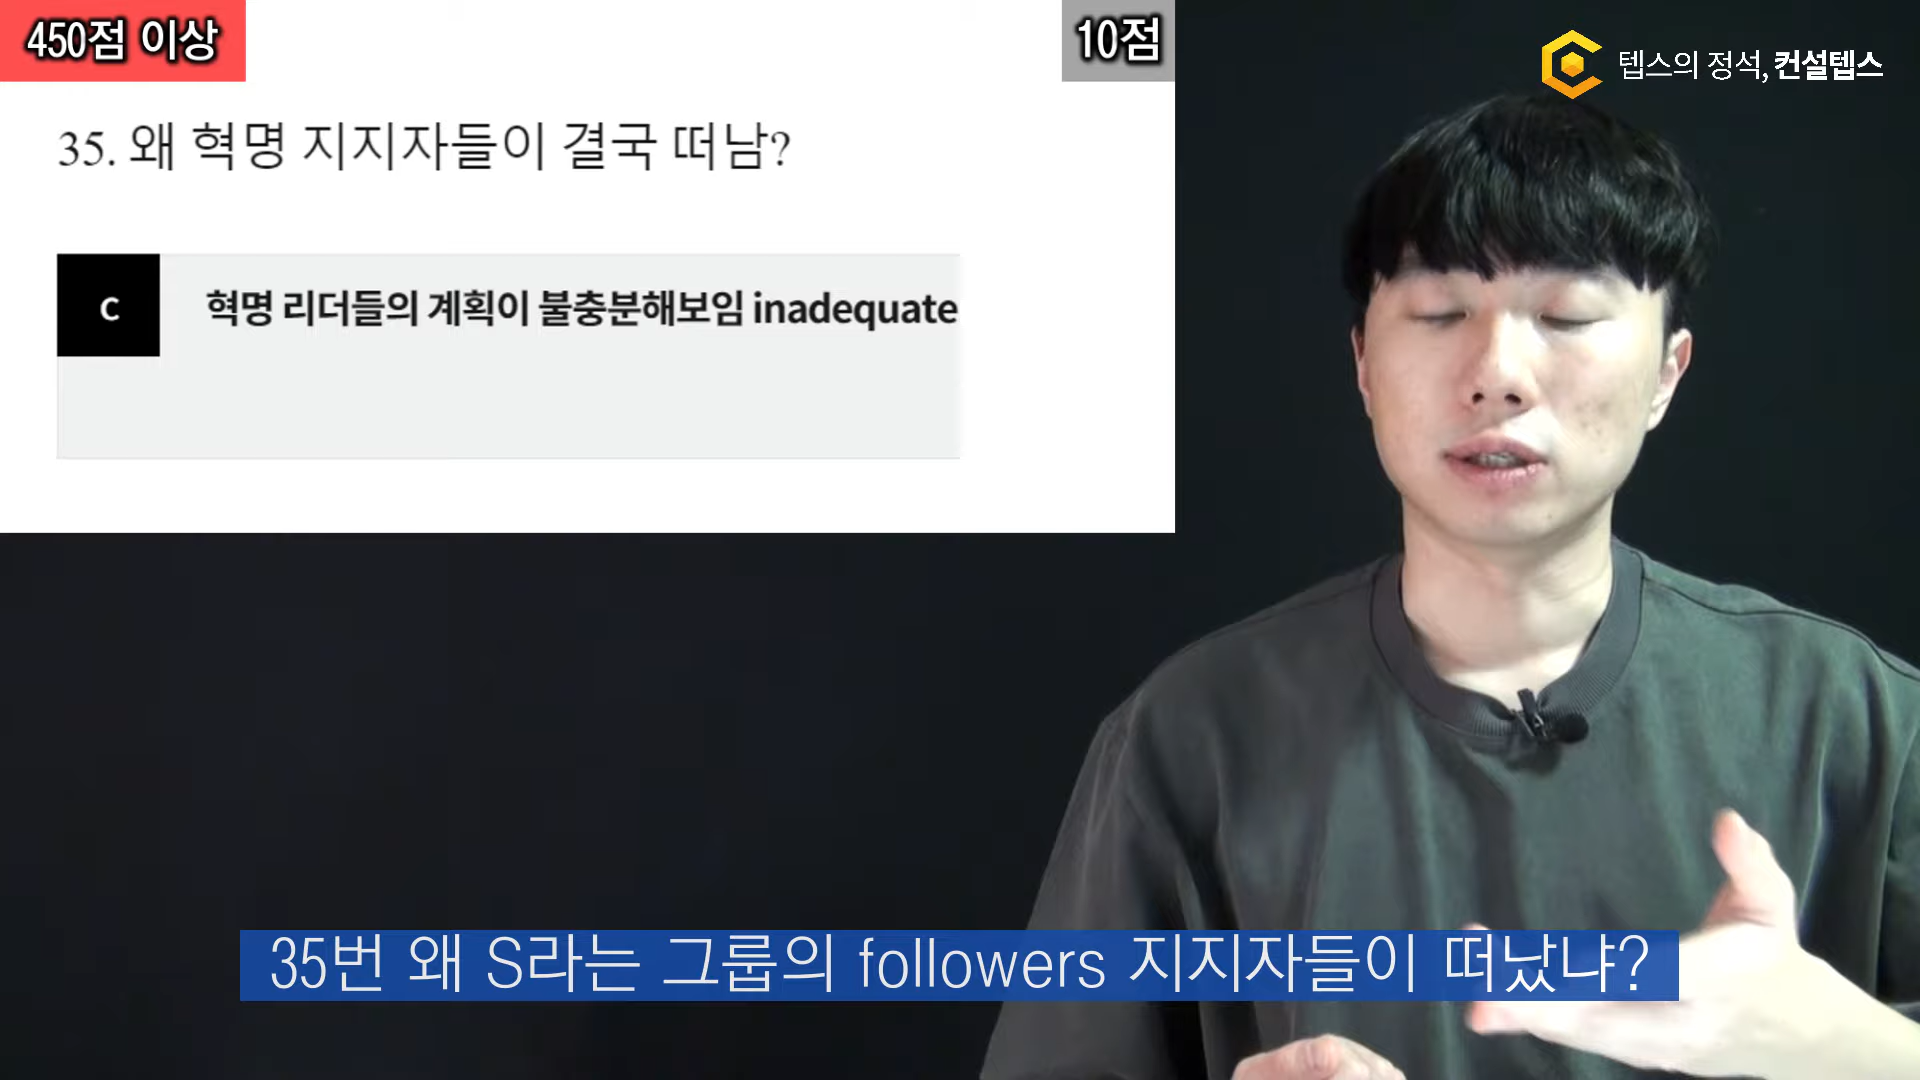 450점 이상
10점
텝스의 정석, 컨설텝스
35. 왜 혁명 지지자들이 결국 떠남?
C
혁명 리더들의 계획이 불충분해보임 inadequate
35번 왜 S라는 그룹의 followers 지지자들이 떠났냐?